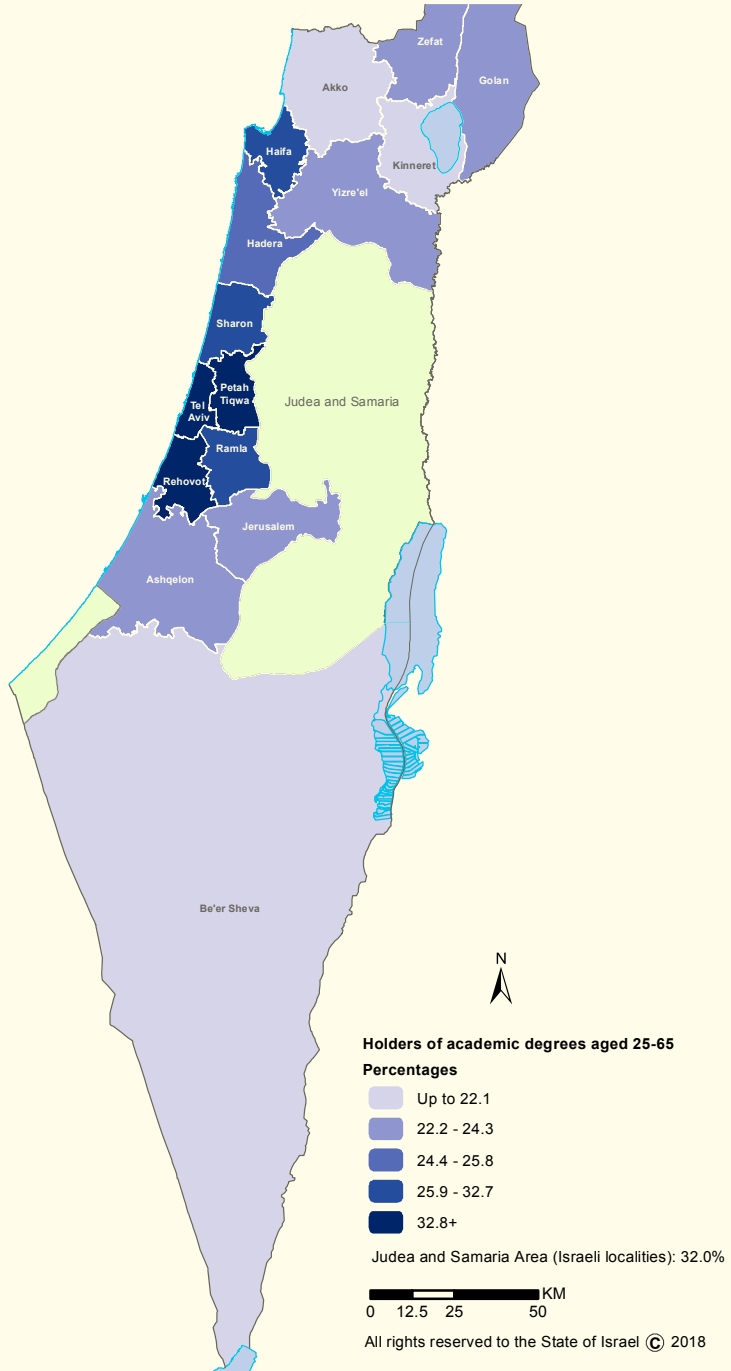 Zefat
Golan
Akko
Haifa
Kinneret
Yizre'el
Hadera
Sharon
Petah
Tiqwa
Judea and Samaria
Tel
Aviv
Ramla
Rehovot
Jerusalem
Ashqelon
Be'er Sheva
N
Holders of academic degrees aged 25-65
Percentages
Up to 22.1
22.2 - 24.3
24.4 - 25.8
25.9 - 32.7
32.8+
Judea and Samaria Area (Israeli localities): 32.0%
KM
0 12.5 25 50
All rights reserved to the State of Israel © 2018